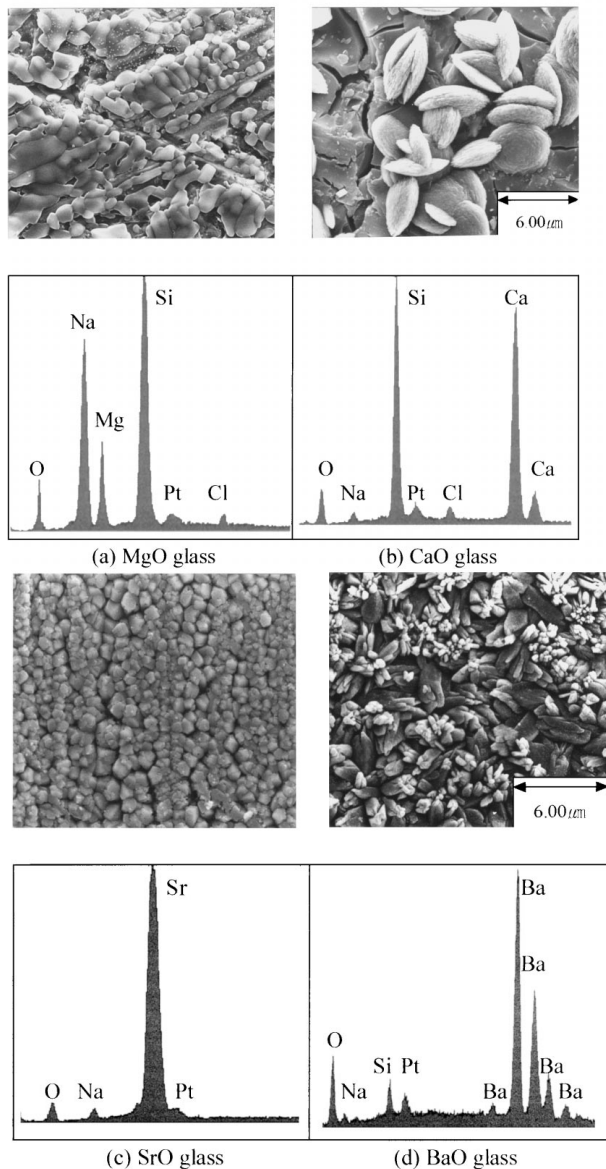 6.00μm
Si
Na
Mg
O
Pt
Cl
Si
Ca
O
Na
Pt
Cl
Ca
(a) MgO glass
(b) CaO glass
6.00μm
Sr
O
Na
Pt
Ba
Ba
O
Si
Pt
Na
Ba
Ba
Ba
(c) SrO glass
(d) BaO glass